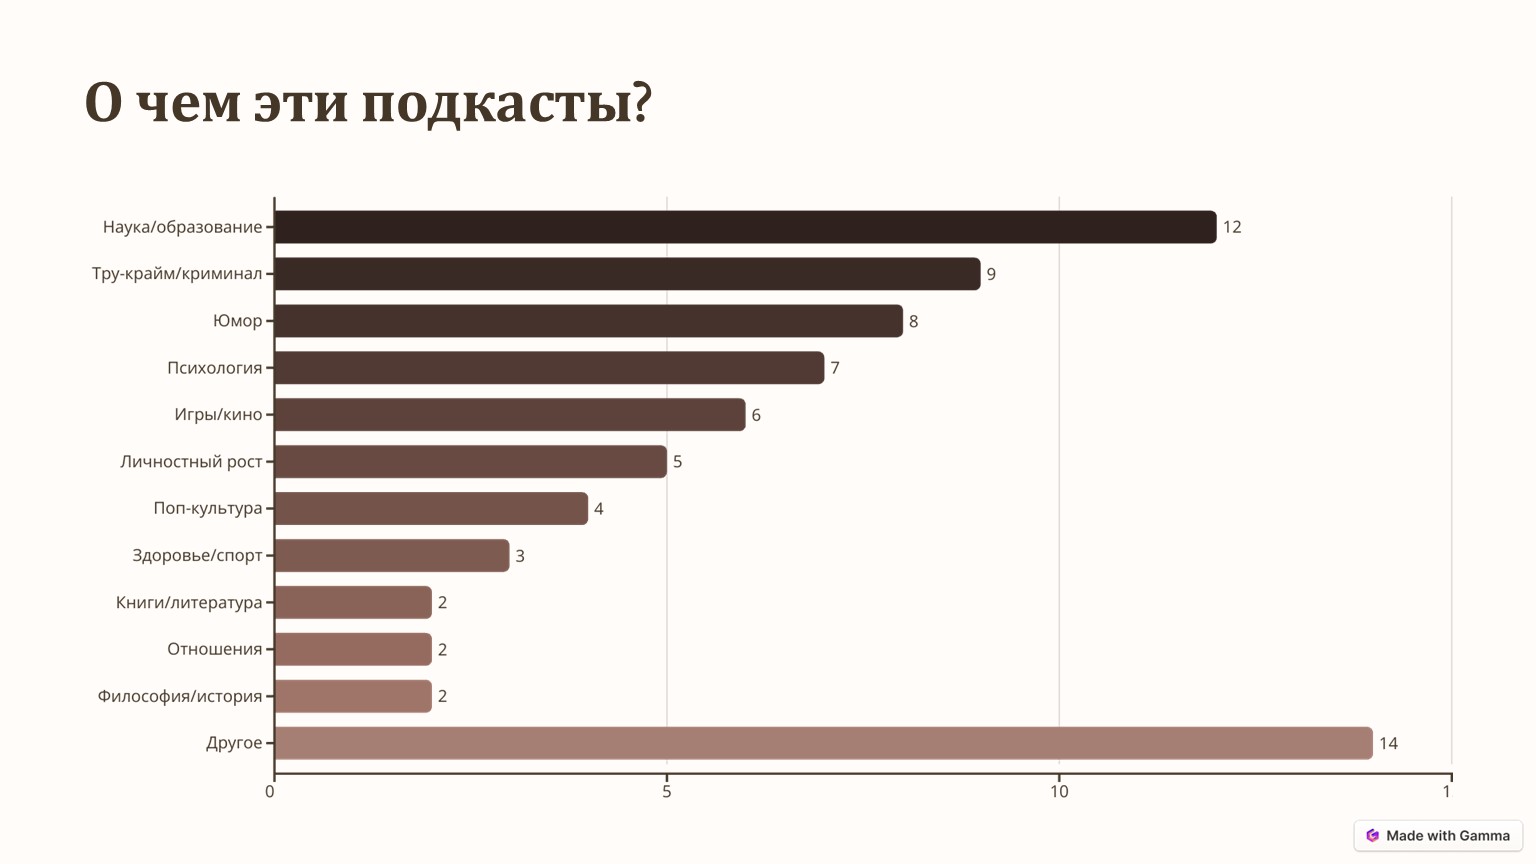 О чем эти подкасты?
Наука/образование 12
Тру-крайм/криминал 9
Юмор 8
Психология 7
Игры/кино 6
Личностный рост 5
Поп-культура 4
Здоровье/спорт 3
Книги/литература 2
Отношения 2
Философия/история 2
Другое 14
0 5 10 1
Made with Gamma